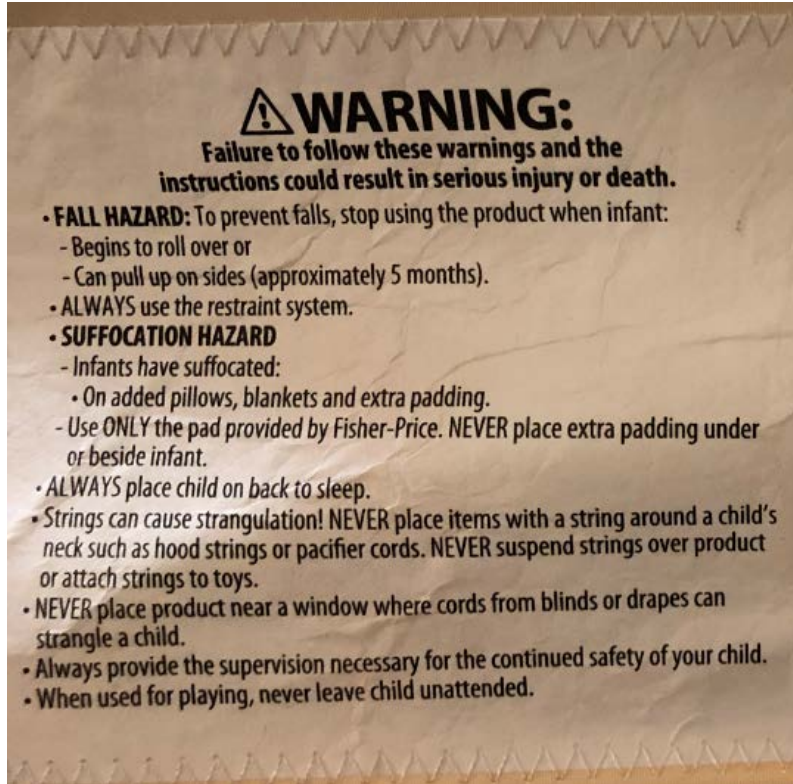 ⚠WARNING:
Failure to follow these warnings and the
instructions could result in serious injury or death.
• FALL HAZARD: To prevent falls, stop using the product when infant:
- Begins to roll over or
- Can pull up on sides (approximately 5 months).
• ALWAYS use the restraint system.
• SUFFOCATION HAZARD
- Infants have suffocated:
• On added pillows, blankets and extra padding.
- Use ONLY the pad provided by Fisher-Price. NEVER place extra padding under
or beside infant.
• ALWAYS place child on back to sleep.
• Strings can cause strangulation! NEVER place items with a string around a child's
neck such as hood strings or pacifier cords. NEVER suspend strings over product
or attach strings to toys.
• NEVER place product near a window where cords from blinds or drapes can
strangle a child.
• Always provide the supervision necessary for the continued safety of your child.
• When used for playing, never leave child unattended.